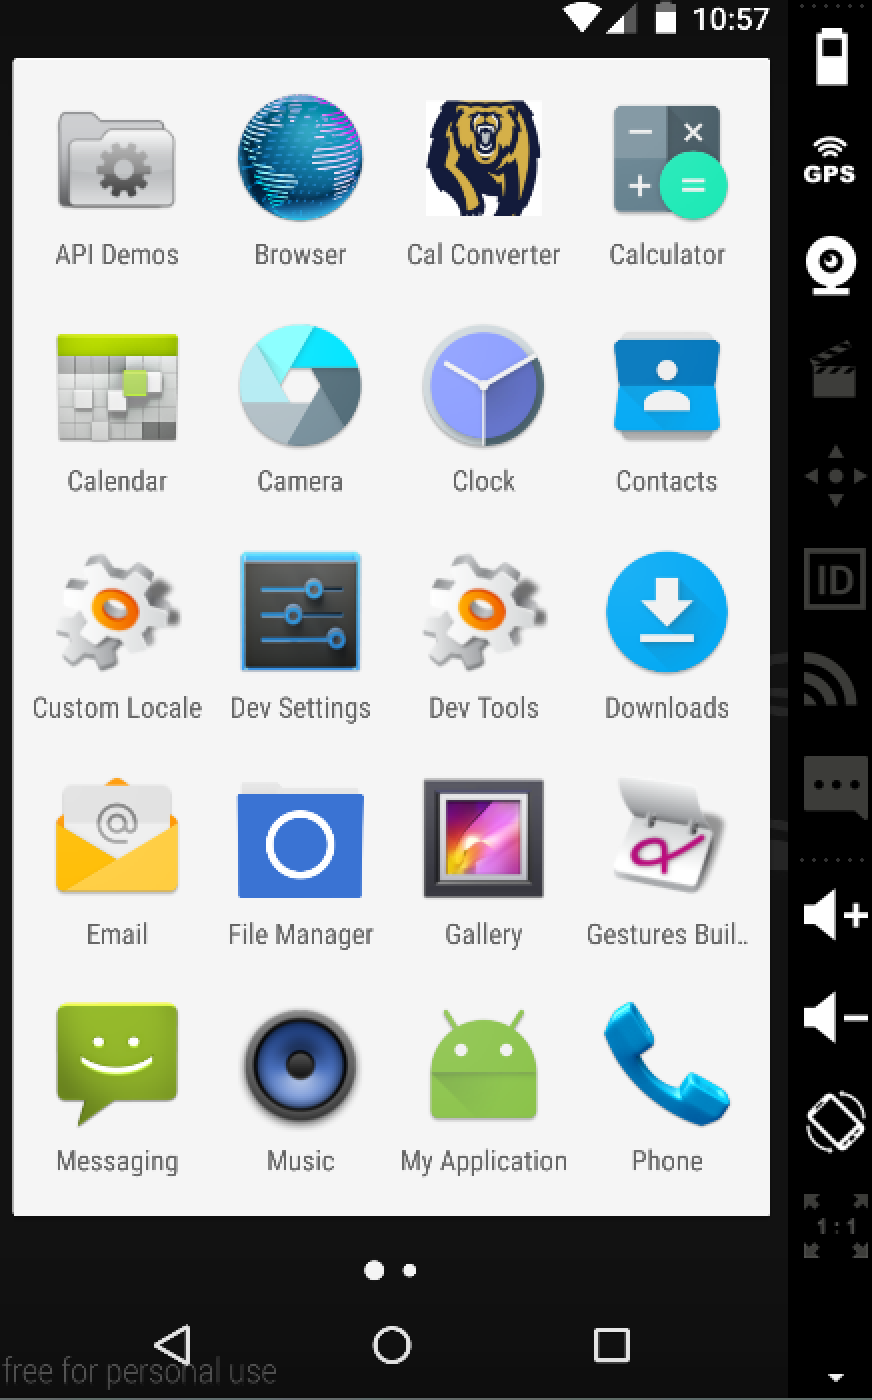 10:57
GPS
API Demos Browser Cal Converter Calculator
Calendar Camera Clock Contacts
ID
Custom Locale Dev Settings Dev Tools Downloads
@
Email File Manager Gallery Gestures Buil..
Messaging Music My Application Phone
1:1
free for personal use